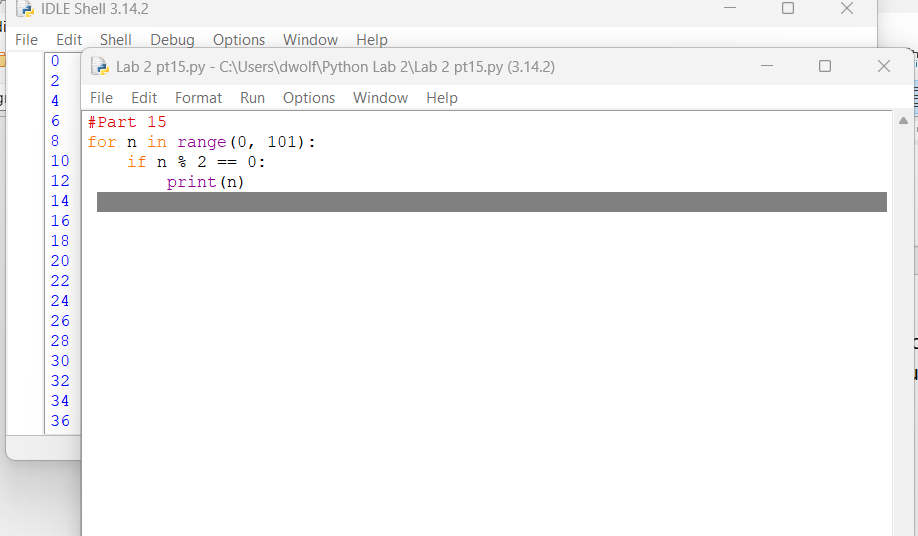 IDLE Shell 3.14.2
File Edit Shell Debug Options Window Help
0
2
4
6
8
10
12
14
16
18
20
22
24
26
28
30
32
34
36
Lab 2 pt15.py - C:\Users\dwolf\Python Lab 2\Lab 2 pt15.py (3.14.2)
File Edit Format Run Options Window Help
#Part 15
for n in range(0, 101):
    if n % 2 == 0:
        print(n)